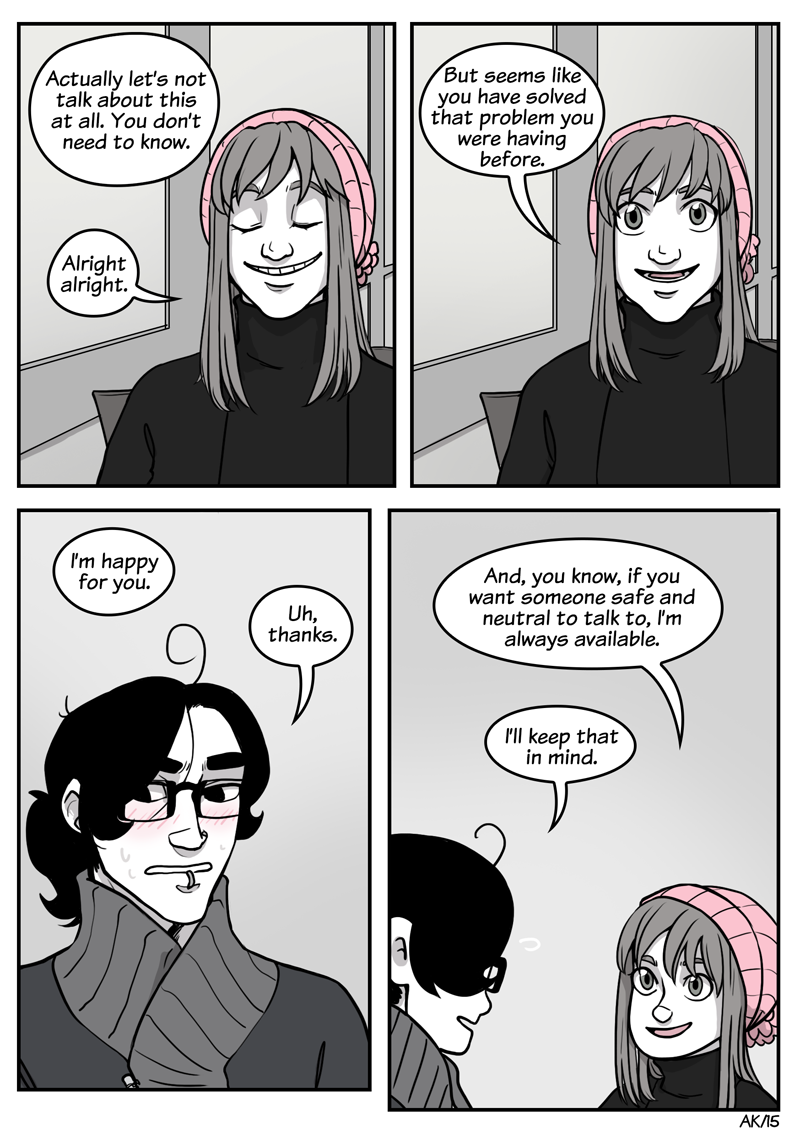 Actually let's not
talk about this
at all. You don't
need to know.
Alright
alright.
But seems like
you have solved
that problem you
were having
before.
I'm happy
for you.
Uh,
thanks.
And, you know, if you
want someone safe and
neutral to talk to, I'm
always available.
I'll keep that
in mind.
AK/15